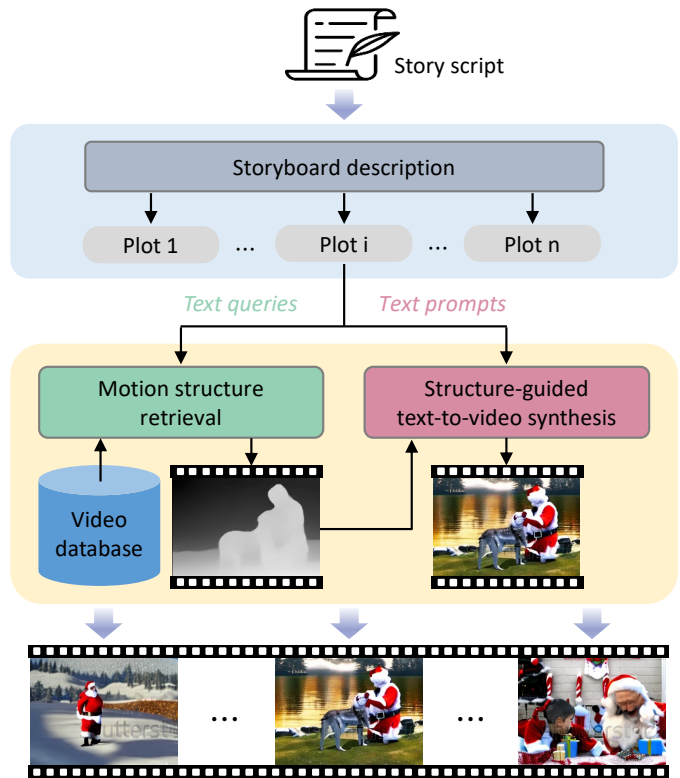 Story script
Storyboard description
Plot 1
...
Plot i
...
Plot n
Text queries
Text prompts
Motion structure
retrieval
Structure-guided
text-to-video synthesis
Video
database
...
...